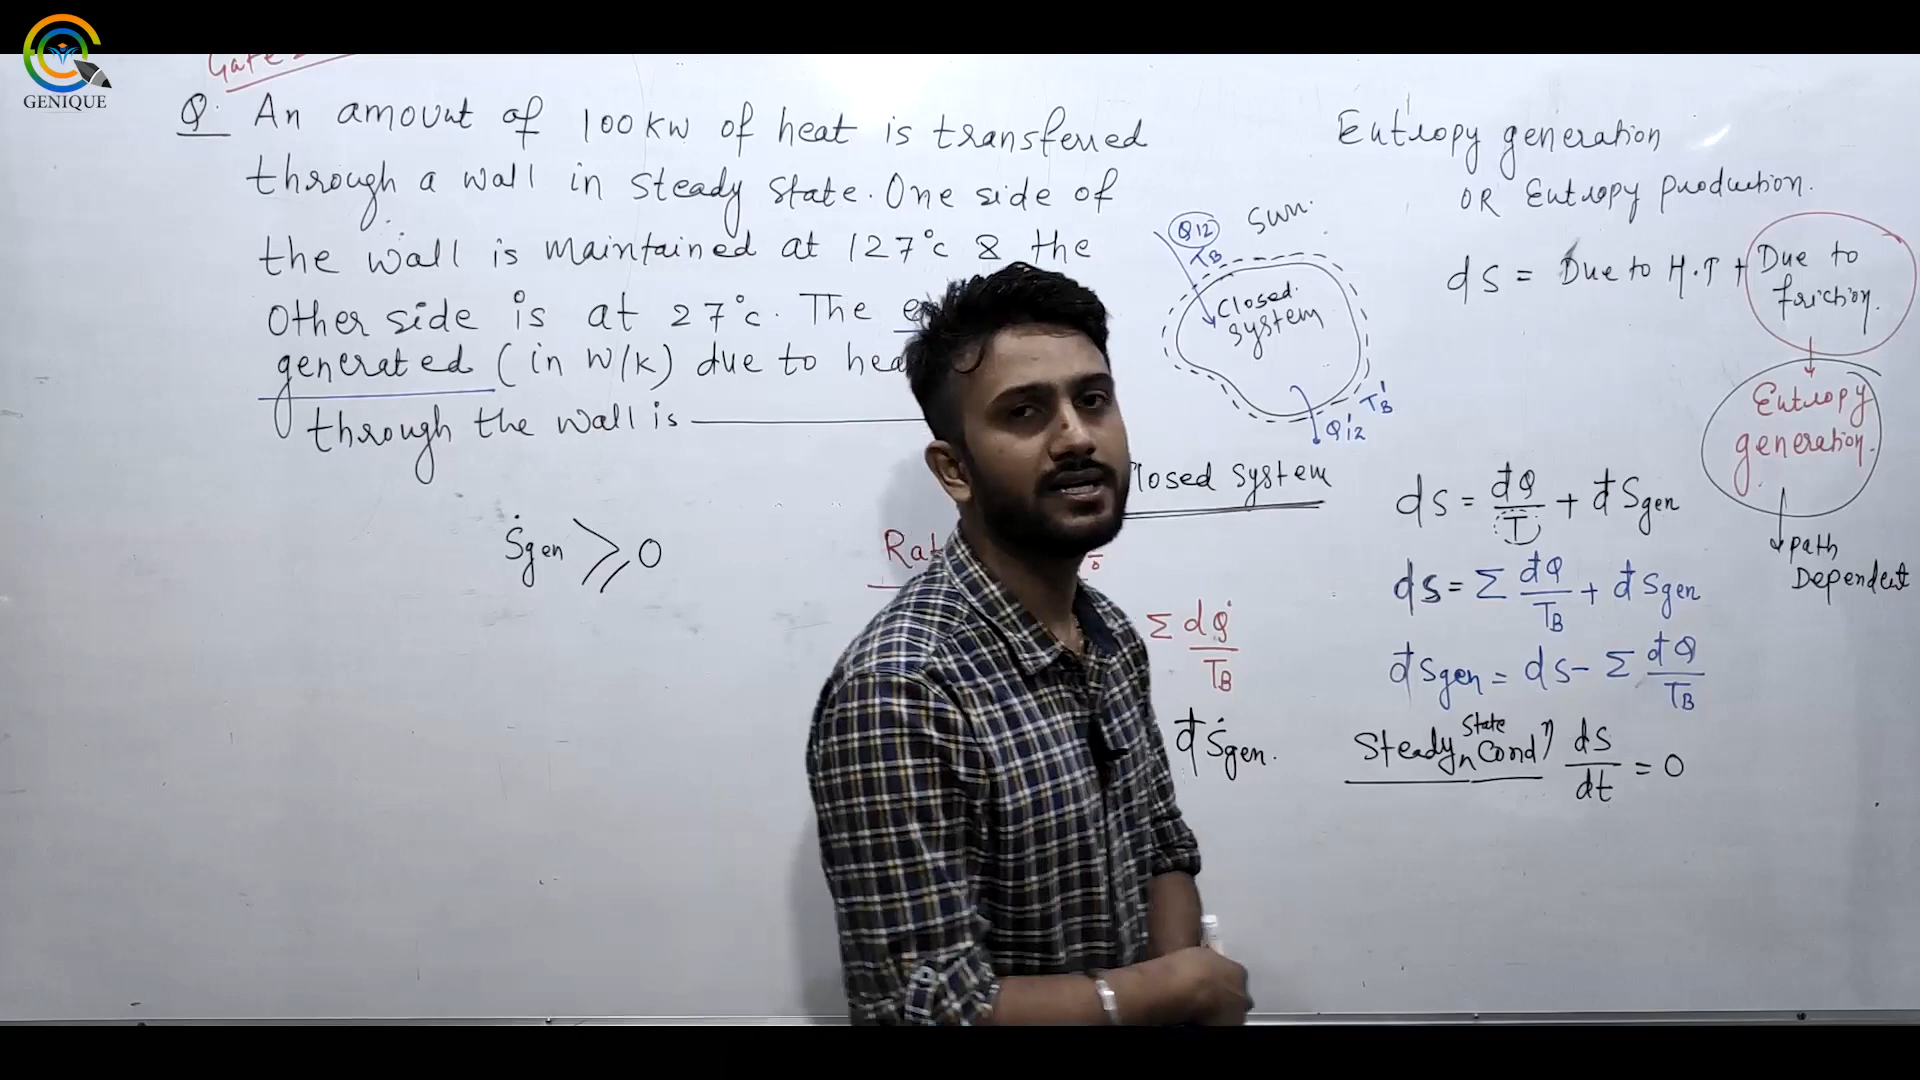 GENIQUE
Q. An amount of 100 KW of heat is transferred
through a wall in steady state. One side of
the wall is maintained at 127°c & the
Other side is at 27°c. The
generated (in W/K) due to hea
through the wall is
Ṡgen ⩾ 0
Q12
TB
Surr.
Closed.
system
TB'
Q'12
losed system
Σ dQ̇/TB
đṠgen.
Entropy generation
OR Entropy production.
ds = Due to H.T + Due to friction.
Entropy
generation.
Path
Dependent
ds = đQ/T + đSgen
ds = Σ đQ/TB + đSgen
đSgen = ds - Σ đQ/TB
Steady State Condⁿ ds/dt = 0